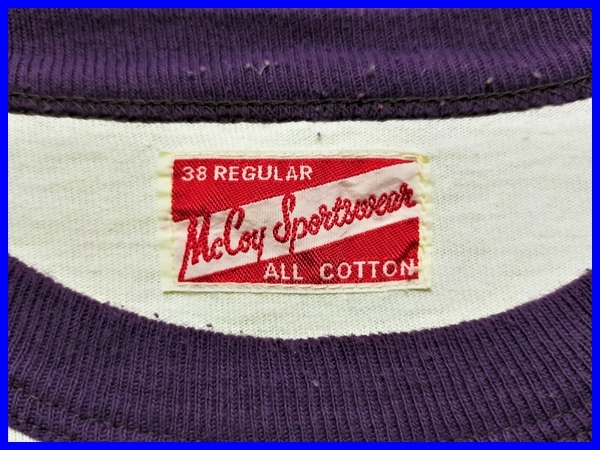 38 REGULAR
McCoy Sportswear
ALL COTTON